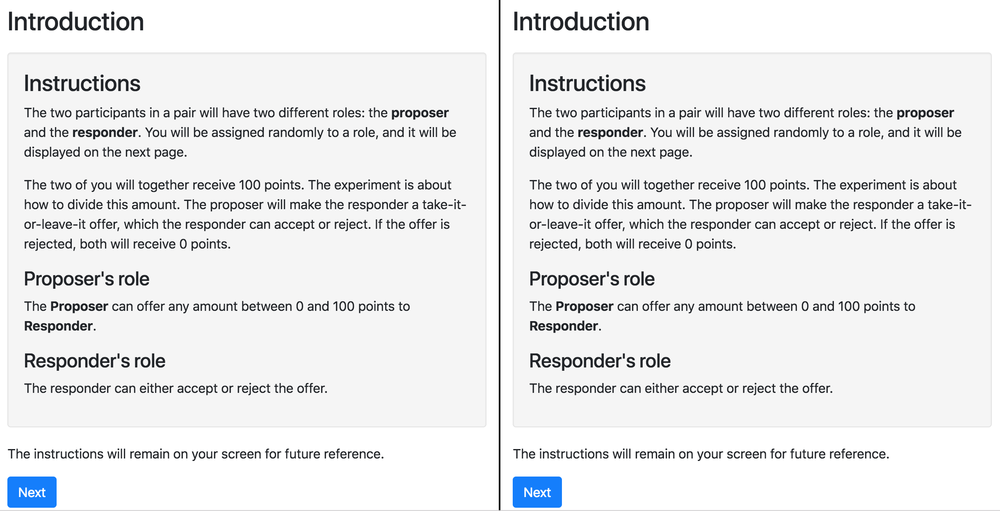 Introduction
Instructions
The two participants in a pair will have two different roles: the proposer
and the responder. You will be assigned randomly to a role, and it will be
displayed on the next page.
The two of you will together receive 100 points. The experiment is about
how to divide this amount. The proposer will make the responder a take-it-
or-leave-it offer, which the responder can accept or reject. If the offer is
rejected, both will receive 0 points.
Proposer's role
The Proposer can offer any amount between 0 and 100 points to
Responder.
Responder's role
The responder can either accept or reject the offer.
The instructions will remain on your screen for future reference.
Next
Introduction
Instructions
The two participants in a pair will have two different roles: the proposer
and the responder. You will be assigned randomly to a role, and it will be
displayed on the next page.
The two of you will together receive 100 points. The experiment is about
how to divide this amount. The proposer will make the responder a take-it-
or-leave-it offer, which the responder can accept or reject. If the offer is
rejected, both will receive 0 points.
Proposer's role
The Proposer can offer any amount between 0 and 100 points to
Responder.
Responder's role
The responder can either accept or reject the offer.
The instructions will remain on your screen for future reference.
Next